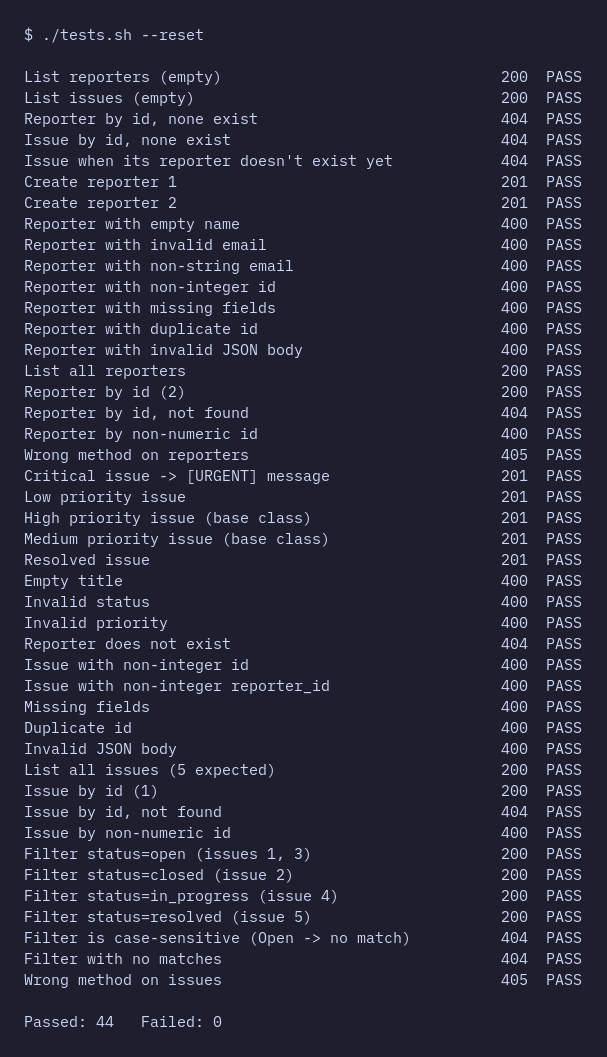 $ ./tests.sh --reset
List reporters (empty) 200 PASS
List issues (empty) 200 PASS
Reporter by id, none exist 404 PASS
Issue by id, none exist 404 PASS
Issue when its reporter doesn't exist yet 404 PASS
Create reporter 1 201 PASS
Create reporter 2 201 PASS
Reporter with empty name 400 PASS
Reporter with invalid email 400 PASS
Reporter with non-string email 400 PASS
Reporter with non-integer id 400 PASS
Reporter with missing fields 400 PASS
Reporter with duplicate id 400 PASS
Reporter with invalid JSON body 400 PASS
List all reporters 200 PASS
Reporter by id (2) 200 PASS
Reporter by id, not found 404 PASS
Reporter by non-numeric id 400 PASS
Wrong method on reporters 405 PASS
Critical issue -> [URGENT] message 201 PASS
Low priority issue 201 PASS
High priority issue (base class) 201 PASS
Medium priority issue (base class) 201 PASS
Resolved issue 201 PASS
Empty title 400 PASS
Invalid status 400 PASS
Invalid priority 400 PASS
Reporter does not exist 404 PASS
Issue with non-integer id 400 PASS
Issue with non-integer reporter_id 400 PASS
Missing fields 400 PASS
Duplicate id 400 PASS
Invalid JSON body 400 PASS
List all issues (5 expected) 200 PASS
Issue by id (1) 200 PASS
Issue by id, not found 404 PASS
Issue by non-numeric id 400 PASS
Filter status=open (issues 1, 3) 200 PASS
Filter status=closed (issue 2) 200 PASS
Filter status=in_progress (issue 4) 200 PASS
Filter status=resolved (issue 5) 200 PASS
Filter is case-sensitive (Open -> no match) 404 PASS
Filter with no matches 404 PASS
Wrong method on issues 405 PASS
Passed: 44 Failed: 0